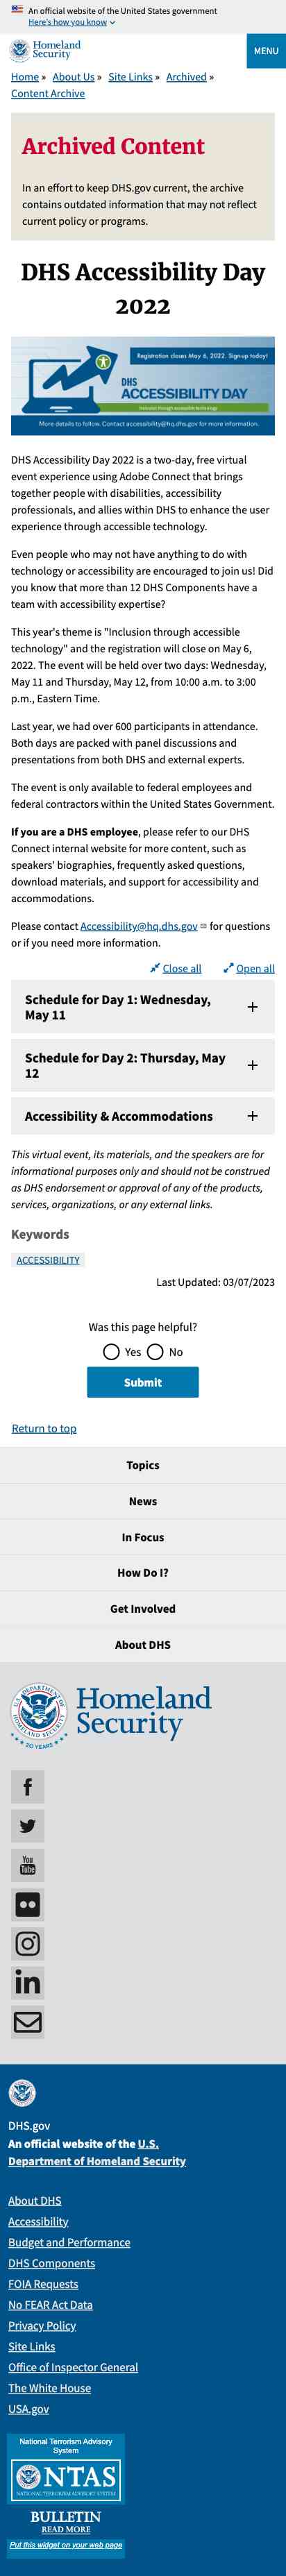 An official website of the United States government
Here's how you know
Homeland
Security
MENU
Home » About Us » Site Links » Archived »
Content Archive
Archived Content
In an effort to keep DHS.gov current, the archive
contains outdated information that may not reflect
current policy or programs.
DHS Accessibility Day
2022
Registration closes May 6, 2022. Sign-up today!
DHS
ACCESSIBILITY DAY
Inclusion through accessible technology
More details to follow. Contact accessibility@hq.dhs.gov for more information.
DHS Accessibility Day 2022 is a two-day, free virtual
event experience using Adobe Connect that brings
together people with disabilities, accessibility
professionals, and allies within DHS to enhance the user
experience through accessible technology.
Even people who may not have anything to do with
technology or accessibility are encouraged to join us! Did
you know that more than 12 DHS Components have a
team with accessibility expertise?
This year's theme is "Inclusion through accessible
technology" and the registration will close on May 6,
2022. The event will be held over two days: Wednesday,
May 11 and Thursday, May 12, from 10:00 a.m. to 3:00
p.m., Eastern Time.
Last year, we had over 600 participants in attendance.
Both days are packed with panel discussions and
presentations from both DHS and external experts.
The event is only available to federal employees and
federal contractors within the United States Government.
If you are a DHS employee, please refer to our DHS
Connect internal website for more content, such as
speakers' biographies, frequently asked questions,
download materials, and support for accessibility and
accommodations.
Please contact Accessibility@hq.dhs.gov for questions
or if you need more information.
Close all Open all
Schedule for Day 1: Wednesday,
May 11
Schedule for Day 2: Thursday, May
12
Accessibility & Accommodations
This virtual event, its materials, and the speakers are for
informational purposes only and should not be construed
as DHS endorsement or approval of any of the products,
services, organizations, or any external links.
Keywords
ACCESSIBILITY
Last Updated: 03/07/2023
Was this page helpful?
Yes No
Submit
Return to top
Topics
News
In Focus
How Do I?
Get Involved
About DHS
U.S. DEPARTMENT OF
HOMELAND SECURITY
20 YEARS
Homeland
Security
You
Tube
in
DHS.gov
An official website of the U.S.
Department of Homeland Security
About DHS
Accessibility
Budget and Performance
DHS Components
FOIA Requests
No FEAR Act Data
Privacy Policy
Site Links
Office of Inspector General
The White House
USA.gov
National Terrorism Advisory
System
NTAS
NATIONAL TERRORISM ADVISORY SYSTEM
BULLETIN
READ MORE
Put this widget on your web page